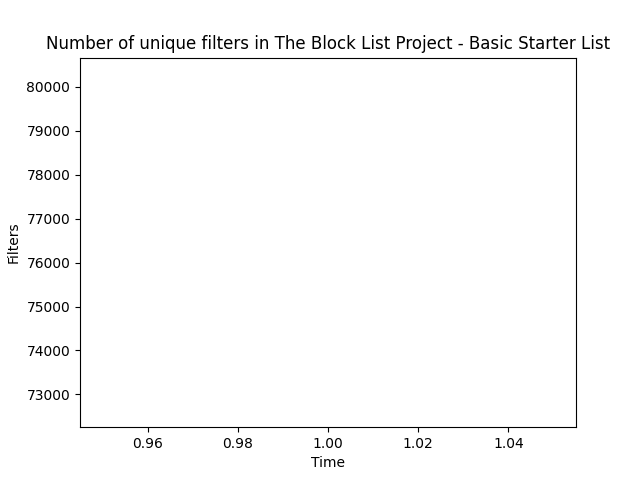 Number of unique filters in The Block List Project - Basic Starter List
80000
79000
78000
77000
76000
75000
74000
73000
Filters
0.96 0.98 1.00 1.02 1.04
Time